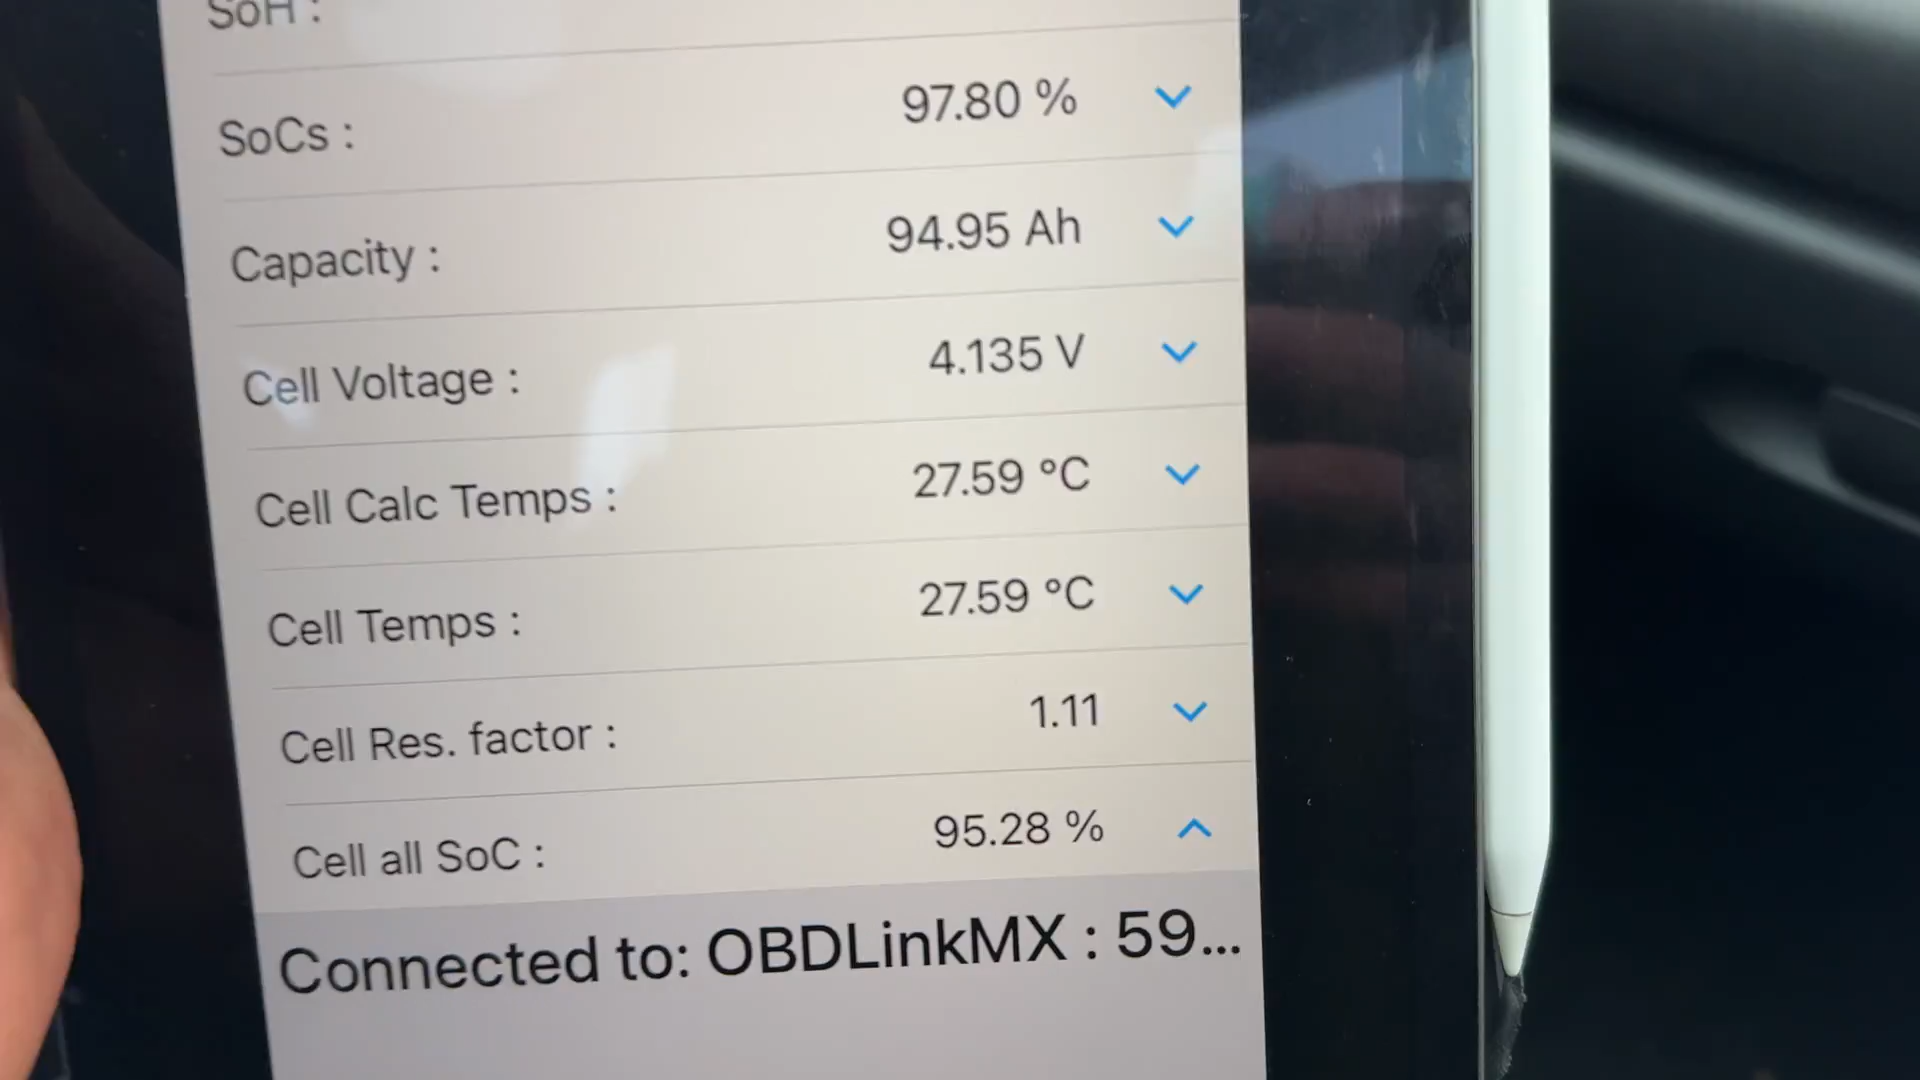 SoH :
SoCs : 97.80 %
Capacity : 94.95 Ah
Cell Voltage : 4.135 V
Cell Calc Temps : 27.59 °C
Cell Temps : 27.59 °C
Cell Res. factor : 1.11
Cell all SoC : 95.28 %
Connected to: OBDLinkMX : 59...